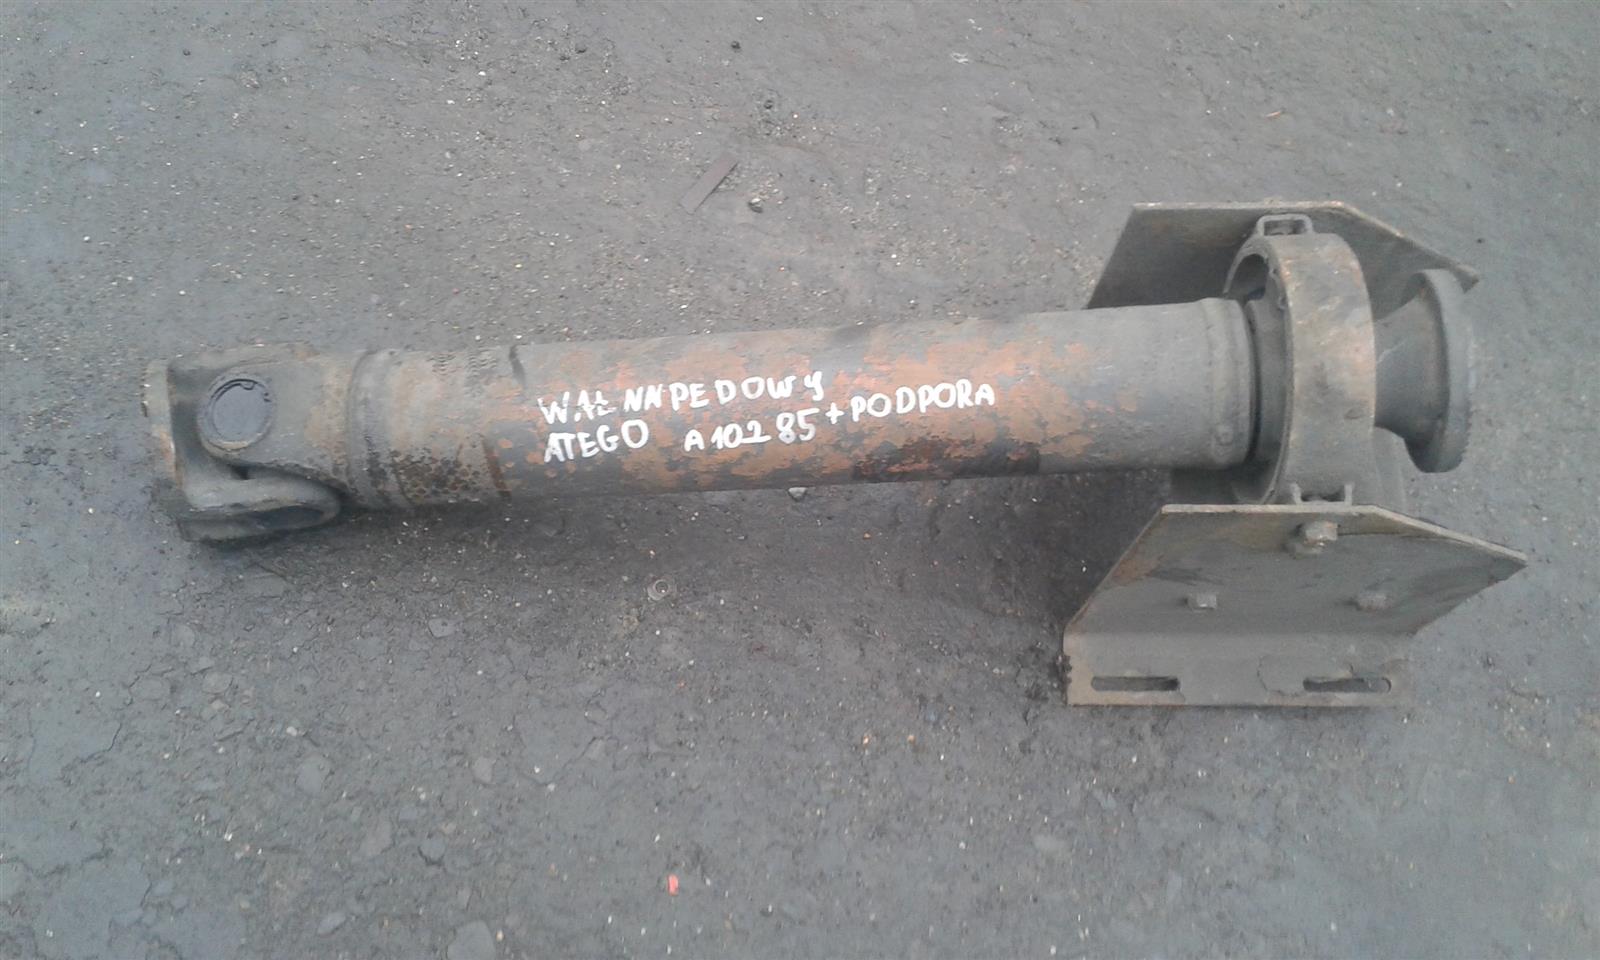 WAŁ NAPEDOWY
ATEGO A10285 + PODPORA